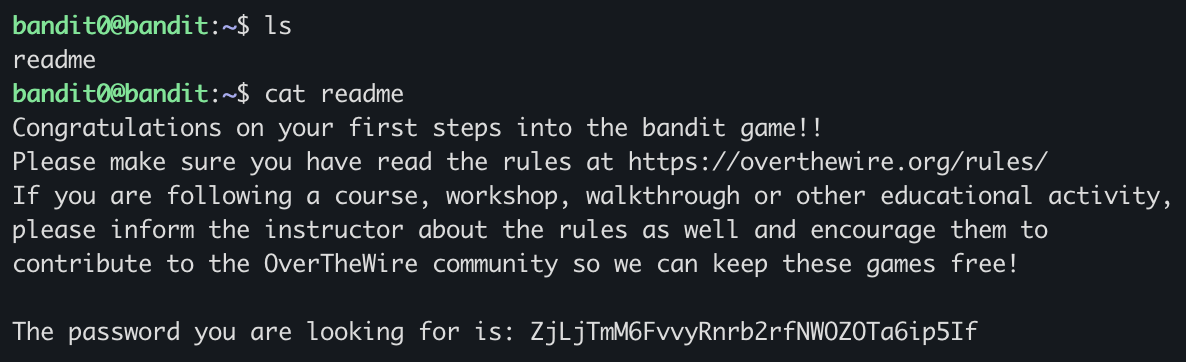 bandit0@bandit:~$ ls
readme
bandit0@bandit:~$ cat readme
Congratulations on your first steps into the bandit game!!
Please make sure you have read the rules at https://overthewire.org/rules/
If you are following a course, workshop, walkthrough or other educational activity,
please inform the instructor about the rules as well and encourage them to
contribute to the OverTheWire community so we can keep these games free!

The password you are looking for is: ZjLjTmM6FvvyRnrb2rfNWOZOTa6ip5If